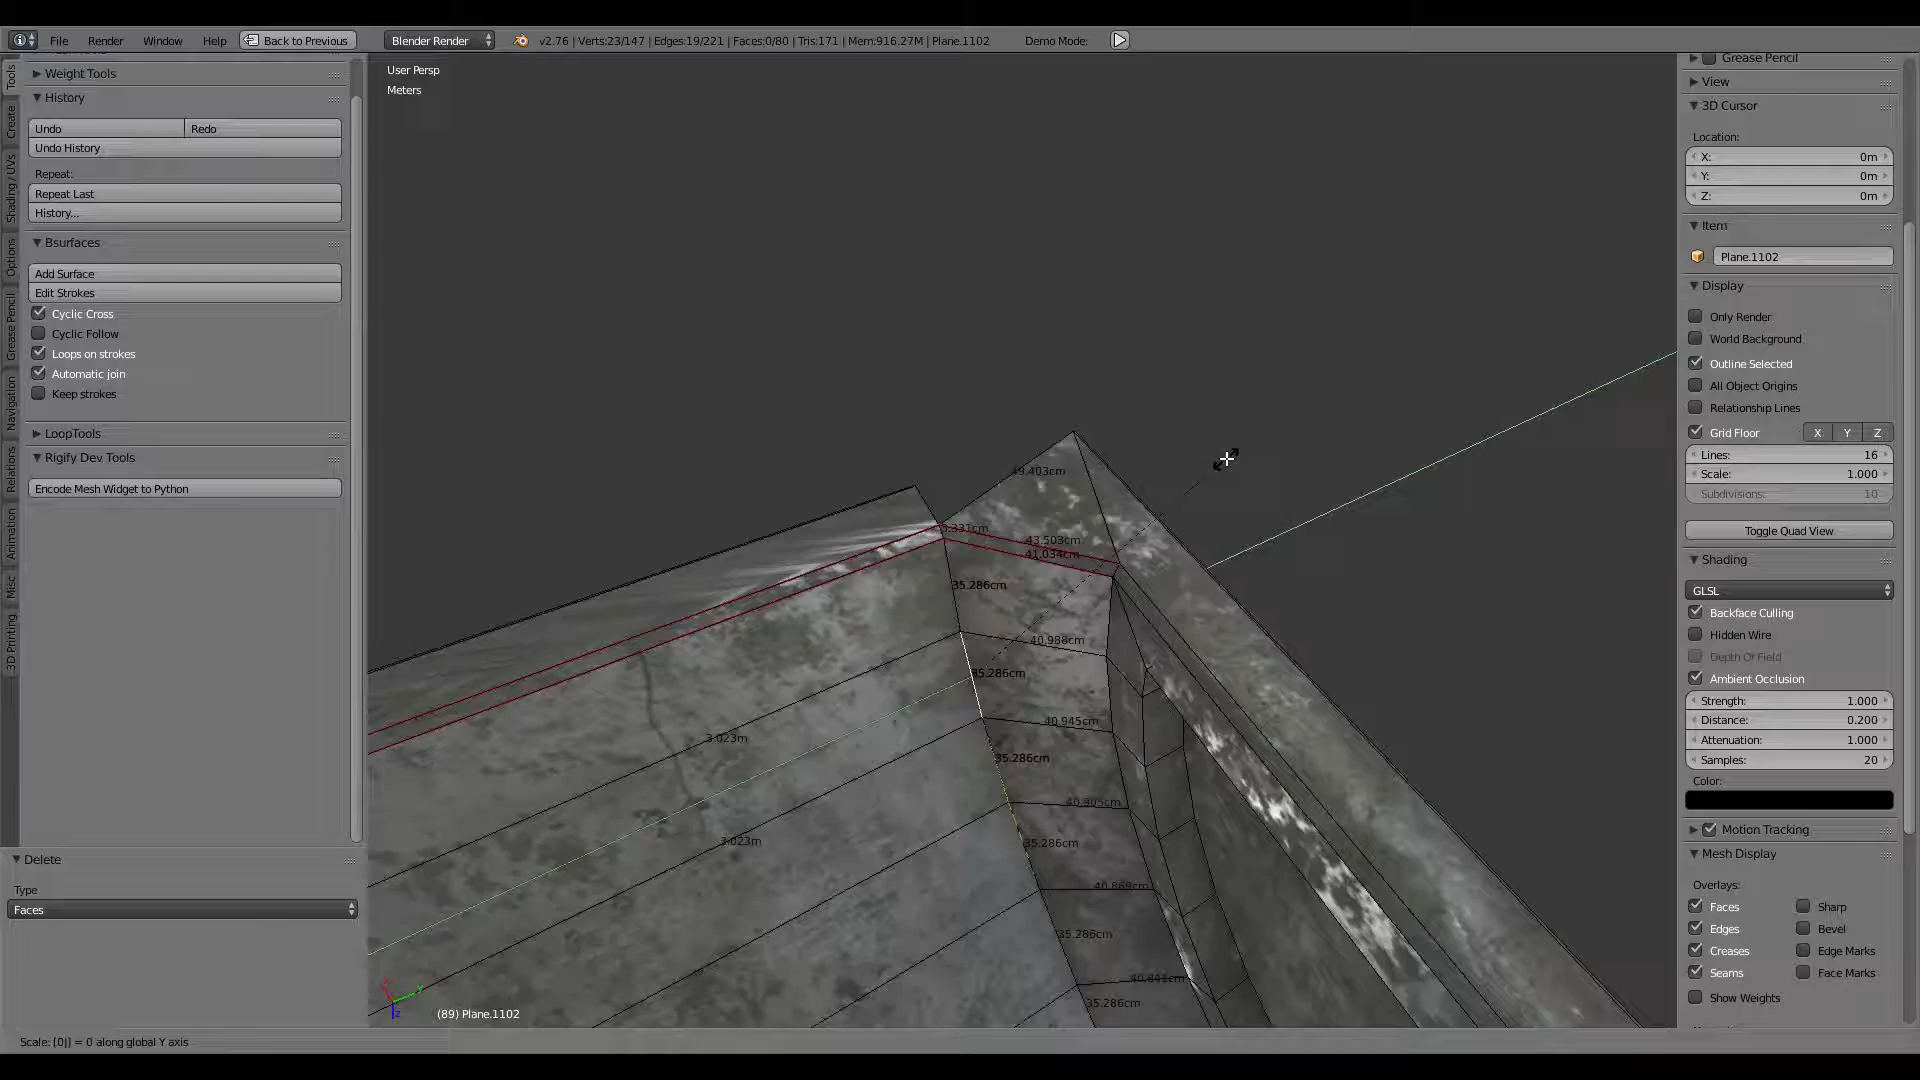 File Render Window Help Back to Previous Blender Render v2.76 | Verts:23/147 | Edges:19/221 | Faces:0/80 | Tris:171 | Mem:916.27M | Plane.1102 Demo Mode:
Tools
Create
Shading / UVs
Options
Grease Pencil
Navigation
Relations
Animation
Misc
3D Printing
Weight Tools
History
Undo Redo
Undo History
Repeat:
Repeat Last
History...
Bsurfaces
Add Surface
Edit Strokes
Cyclic Cross
Cyclic Follow
Loops on strokes
Automatic join
Keep strokes
LoopTools
Rigify Dev Tools
Encode Mesh Widget to Python
Delete
Type
Faces
User Persp
Meters
49.403cm
43.503cm
41.034cm
35.286cm
40.986cm
35.286cm
40.945cm
3.023m
35.286cm
40.905cm
3.023m
35.286cm
40.869cm
35.286cm
40.841cm
35.286cm
x
y
z
(89) Plane.1102
Scale: [0|] = 0 along global Y axis
Grease Pencil
View
3D Cursor
Location:
X: 0m
Y: 0m
Z: 0m
Item
Plane.1102
Display
Only Render
World Background
Outline Selected
All Object Origins
Relationship Lines
Grid Floor X Y Z
Lines: 16
Scale: 1.000
Subdivisions: 10
Toggle Quad View
Shading
GLSL
Backface Culling
Hidden Wire
Depth Of Field
Ambient Occlusion
Strength: 1.000
Distance: 0.200
Attenuation: 1.000
Samples: 20
Color:
Motion Tracking
Mesh Display
Overlays:
Faces Sharp
Edges Bevel
Creases Edge Marks
Seams Face Marks
Show Weights